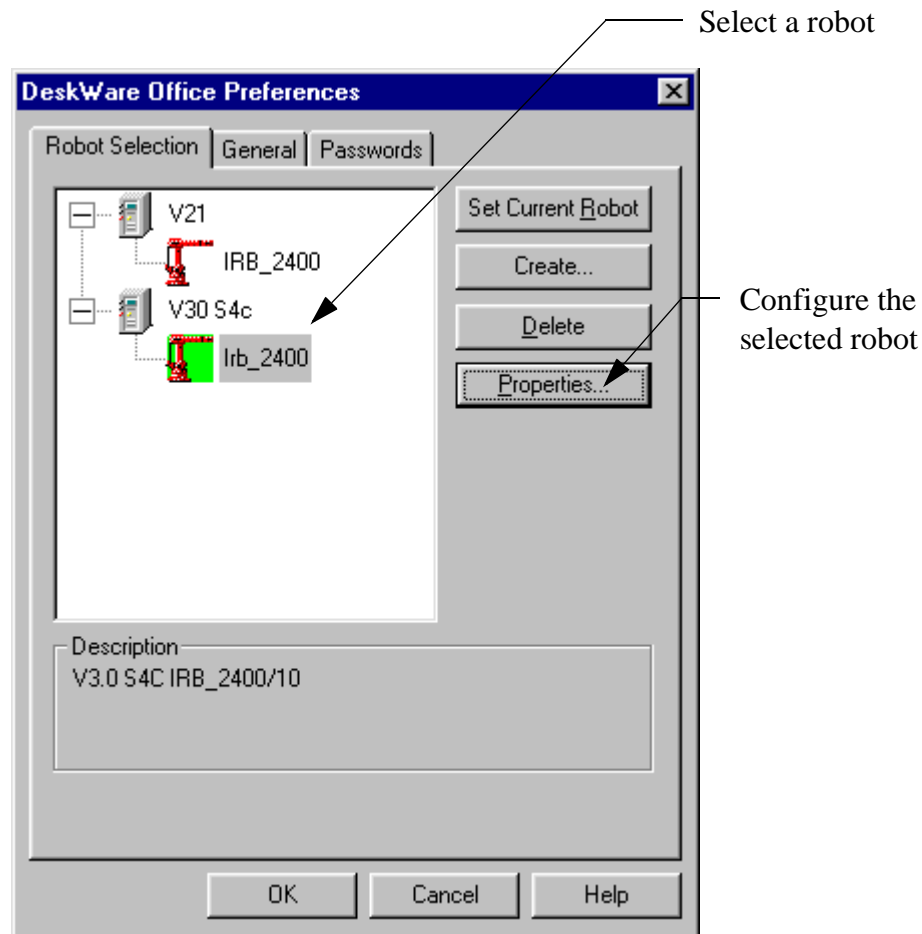 Select a robot
DeskWare Office Preferences
Robot Selection General Passwords
V21
IRB_2400
V30 S4c
Irb_2400
Set Current Robot
Create...
Delete
Properties...
Configure the
selected robot
Description
V3.0 S4C IRB_2400/10
OK Cancel Help